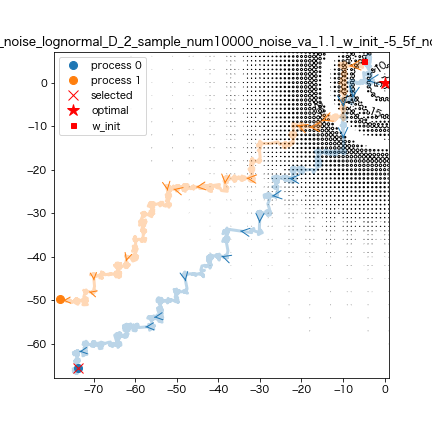 _noise_lognormal_D_2_sample_num10000_noise_va_1.1_w_init_-5_5f_no
process 0
process 1
selected
optimal
w_init
0
−10
−20
−30
−40
−50
−60
−70 −60 −50 −40 −30 −20 −10 0